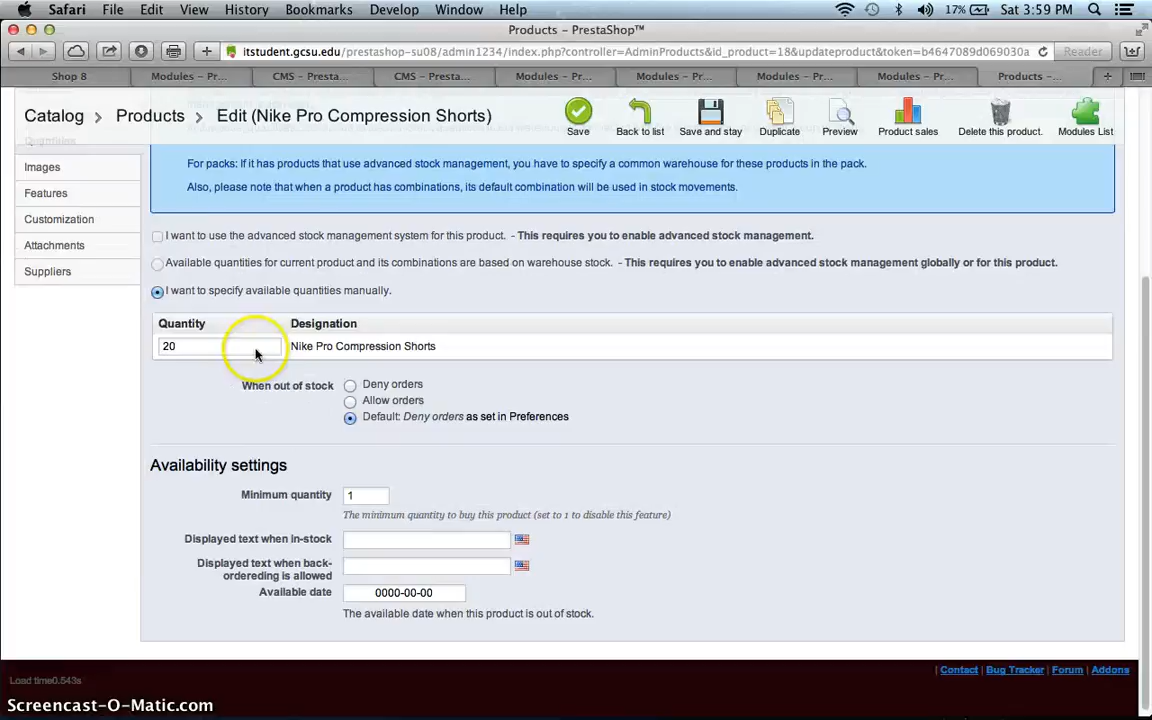 Safari File Edit View History Bookmarks Develop Window Help 17% Sat 3:59 PM
Products – PrestaShop™
itstudent.gcsu.edu/prestashop-su08/admin1234/index.php?controller=AdminProducts&id_product=18&updateproduct&token=b4647089d069030a Reader
Shop 8 Modules – Pr... CMS – Presta... CMS – Presta... Modules – Pr... Modules – Pr... Modules – Pr... Modules – Pr... Products – ...
Catalog > Products > Edit (Nike Pro Compression Shorts) Save Back to list Save and stay Duplicate Preview Product sales Delete this product. Modules List
Quantities
Images
Features
Customization
Attachments
Suppliers
For packs: If it has products that use advanced stock management, you have to specify a common warehouse for these products in the pack.
Also, please note that when a product has combinations, its default combination will be used in stock movements.
I want to use the advanced stock management system for this product. - This requires you to enable advanced stock management.
Available quantities for current product and its combinations are based on warehouse stock. - This requires you to enable advanced stock management globally or for this product.
I want to specify available quantities manually.
Quantity Designation
20 Nike Pro Compression Shorts
When out of stock Deny orders
Allow orders
Default: Deny orders as set in Preferences
Availability settings
Minimum quantity 1
The minimum quantity to buy this product (set to 1 to disable this feature)
Displayed text when in-stock
Displayed text when back-
ordereding is allowed
Available date 0000-00-00
The available date when this product is out of stock.
| Contact | Bug Tracker | Forum | Addons
Load time0.543s
Screencast-O-Matic.com